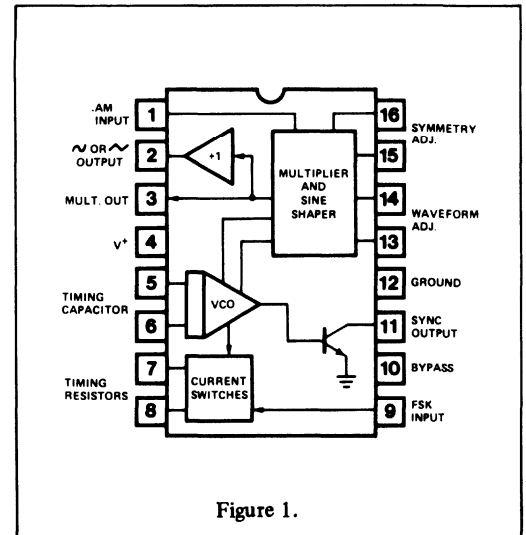 .AM
INPUT
1
∿ OR ∿
OUTPUT
2
+1
MULT. OUT
3
V+
4
TIMING
CAPACITOR
5
6
TIMING
RESISTORS
7
8
MULTIPLIER
AND
SINE
SHAPER
VCO
CURRENT
SWITCHES
16
SYMMETRY
ADJ.
15
14
WAVEFORM
ADJ.
13
12
GROUND
11
SYNC
OUTPUT
10
BYPASS
9
FSK
INPUT
Figure 1.